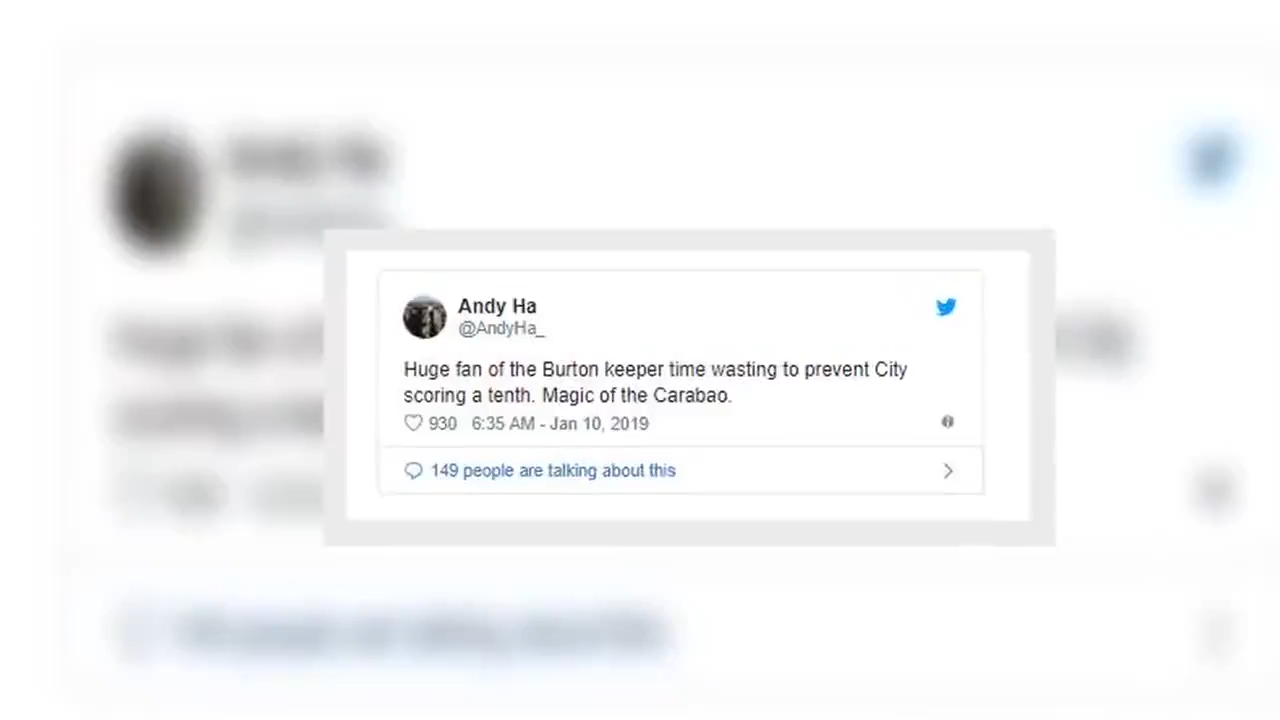 Andy Ha
@AndyHa_
Huge fan of the Burton keeper time wasting to prevent City
scoring a tenth. Magic of the Carabao.
930 6:35 AM - Jan 10, 2019
149 people are talking about this